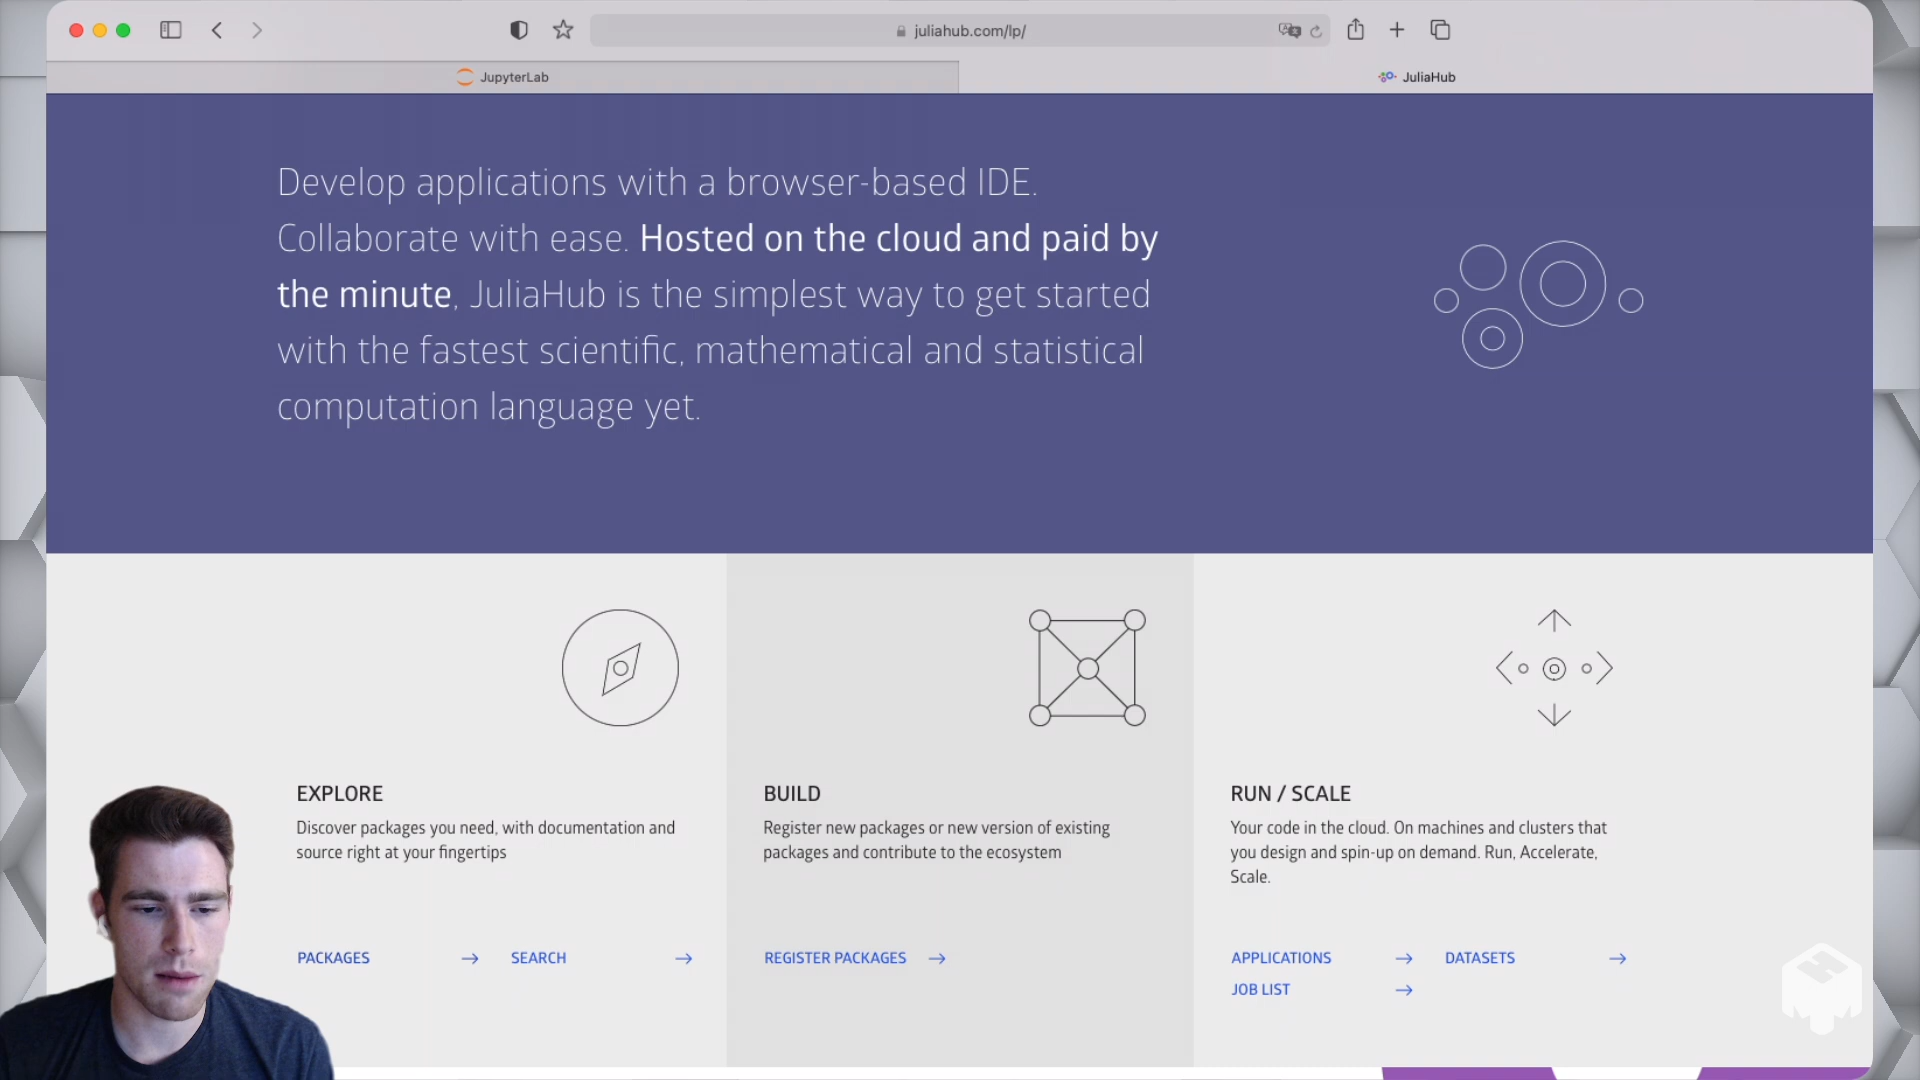 juliahub.com/lp/
JupyterLab
JuliaHub
Develop applications with a browser-based IDE.
Collaborate with ease. Hosted on the cloud and paid by
the minute, JuliaHub is the simplest way to get started
with the fastest scientific, mathematical and statistical
computation language yet.
EXPLORE
Discover packages you need, with documentation and
source right at your fingertips
PACKAGES
SEARCH
BUILD
Register new packages or new version of existing
packages and contribute to the ecosystem
REGISTER PACKAGES
RUN / SCALE
Your code in the cloud. On machines and clusters that
you design and spin-up on demand. Run, Accelerate,
Scale.
APPLICATIONS
DATASETS
JOB LIST